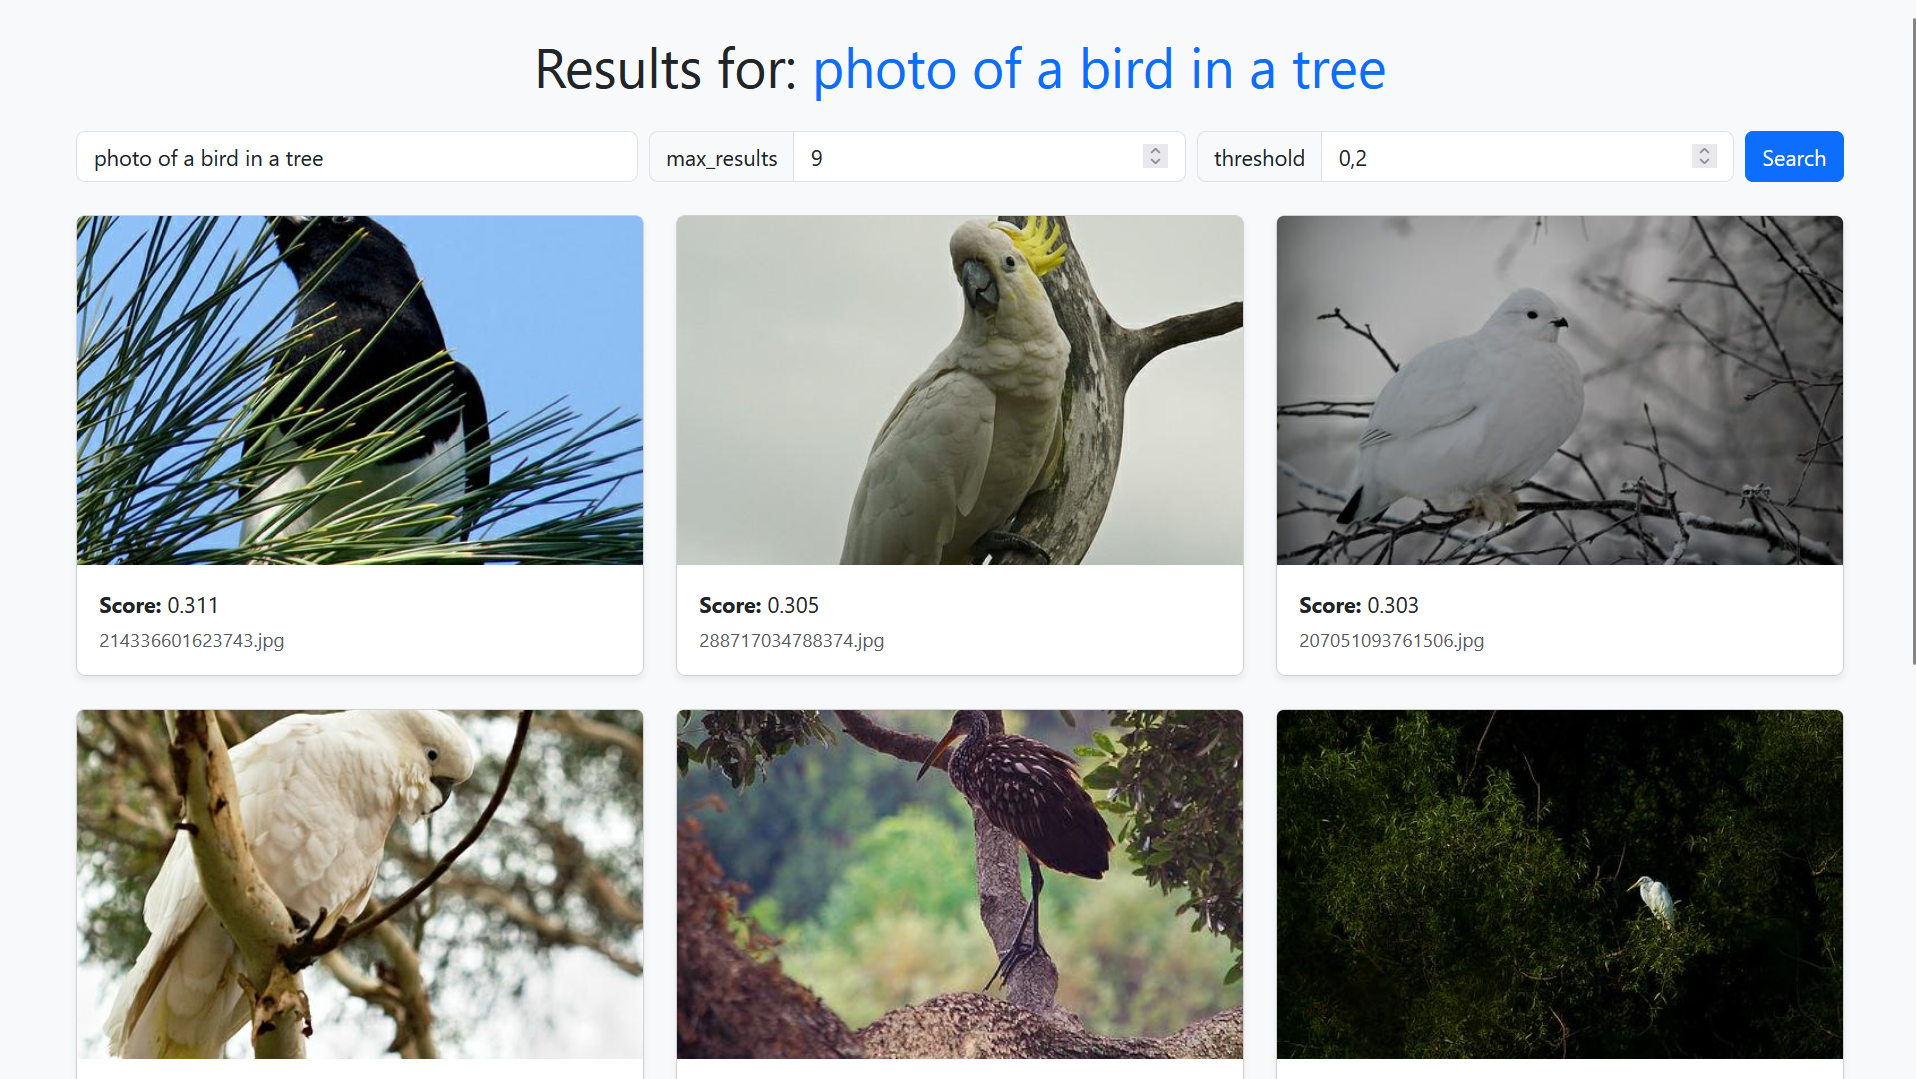 Results for: photo of a bird in a tree
photo of a bird in a tree
max_results
9
threshold
0,2
Search
Score: 0.311
214336601623743.jpg
Score: 0.305
288717034788374.jpg
Score: 0.303
207051093761506.jpg